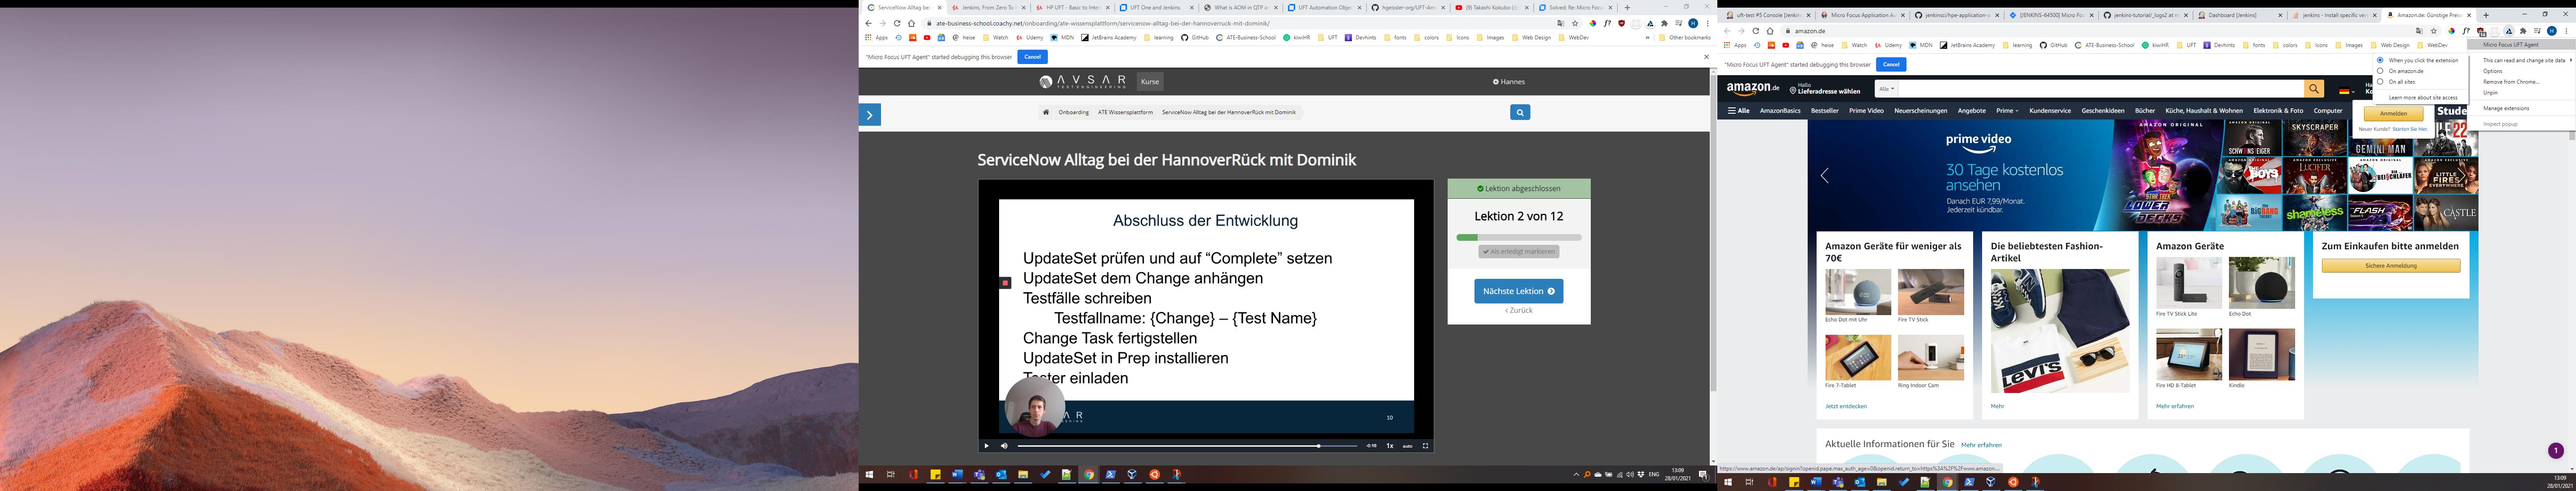 ServiceNow Alltag bei
Jenkins, From Zero To
HP UFT - Basic to Inter
UFT One and Jenkins
What is AOM in QTP a
UFT Automation Objec
hgeissler-org/UFT-Am
(9) Takashi Kokubo (小
Solved: Re: Micro Focus
ate-business-school.coachy.net/onboarding/ate-wissensplattform/servicenow-alltag-bei-der-hannoverruck-mit-dominik/
Apps
heise
Watch
Udemy
MDN
JetBrains Academy
learning
GitHub
ATE-Business-School
kiwiHR
UFT
Devhints
fonts
colors
Icons
Images
Web Design
WebDev
Other bookmarks
"Micro Focus UFT Agent" started debugging this browser
Cancel
AVSAR
TESTENGINEERING
Kurse
Hannes
Onboarding
ATE Wissensplattform
ServiceNow Alltag bei der HannoverRück mit Dominik
ServiceNow Alltag bei der HannoverRück mit Dominik
Abschluss der Entwicklung
UpdateSet prüfen und auf “Complete” setzen
UpdateSet dem Change anhängen
Testfälle schreiben
Testfallname: {Change} – {Test Name}
Change Task fertigstellen
UpdateSet in Prep installieren
Tester einladen
10
-0:16
1x
auto
Lektion abgeschlossen
Lektion 2 von 12
Als erledigt markieren
Nächste Lektion
Zurück
ENG
13:09
28/01/2021
uft-test #5 Console [Jenkins
Micro Focus Application Au
jenkinsci/hpe-application-a
[JENKINS-64500] Micro Foc
jenkins-tutorial/_logs2 at m
Dashboard [Jenkins]
jenkins - Install specific vers
Amazon.de: Günstige Preise
amazon.de
Apps
heise
Watch
Udemy
MDN
JetBrains Academy
learning
GitHub
ATE-Business-School
kiwiHR
UFT
Devhints
fonts
colors
Icons
Images
Web Design
WebDev
"Micro Focus UFT Agent" started debugging this browser
Cancel
Micro Focus UFT Agent
This can read and change site data
Options
Remove from Chrome...
Unpin
Manage extensions
Inspect popup
When you click the extension
On amazon.de
On all sites
Learn more about site access
amazon.de
Hallo
Lieferadresse wählen
Alle
Alle
AmazonBasics
Bestseller
Prime Video
Neuerscheinungen
Angebote
Prime
Kundenservice
Geschenkideen
Bücher
Küche, Haushalt & Wohnen
Elektronik & Foto
Computer
Anmelden
Neuer Kunde? Starten Sie hier.
prime video
30 Tage kostenlos
ansehen
Danach EUR 7,99/Monat.
Jederzeit kündbar.
AMAZON ORIGINAL
STAR TREK
LOWER
DECKS
SKYSCRAPER
GEMINI MAN
THE BOYS
LUCIFER
LITTLE
FIRES
EVERYWHERE
BIGBANG
shameless
FLASH
CASTLE
Amazon Geräte für weniger als
70€
Echo Dot mit Uhr
Fire TV Stick
Fire 7-Tablet
Ring Indoor Cam
Jetzt entdecken
Die beliebtesten Fashion-
Artikel
LEVI'S
Mehr
Amazon Geräte
Fire TV Stick Lite
Echo Dot
Fire HD 8-Tablet
Kindle
Mehr erfahren
Zum Einkaufen bitte anmelden
Sichere Anmeldung
Aktuelle Informationen für Sie
Mehr erfahren
1
https://www.amazon.de/ap/signin?openid.pape.max_auth_age=0&openid.return_to=https%3A%2F%2Fwww.amazon....
13:09
28/01/2021